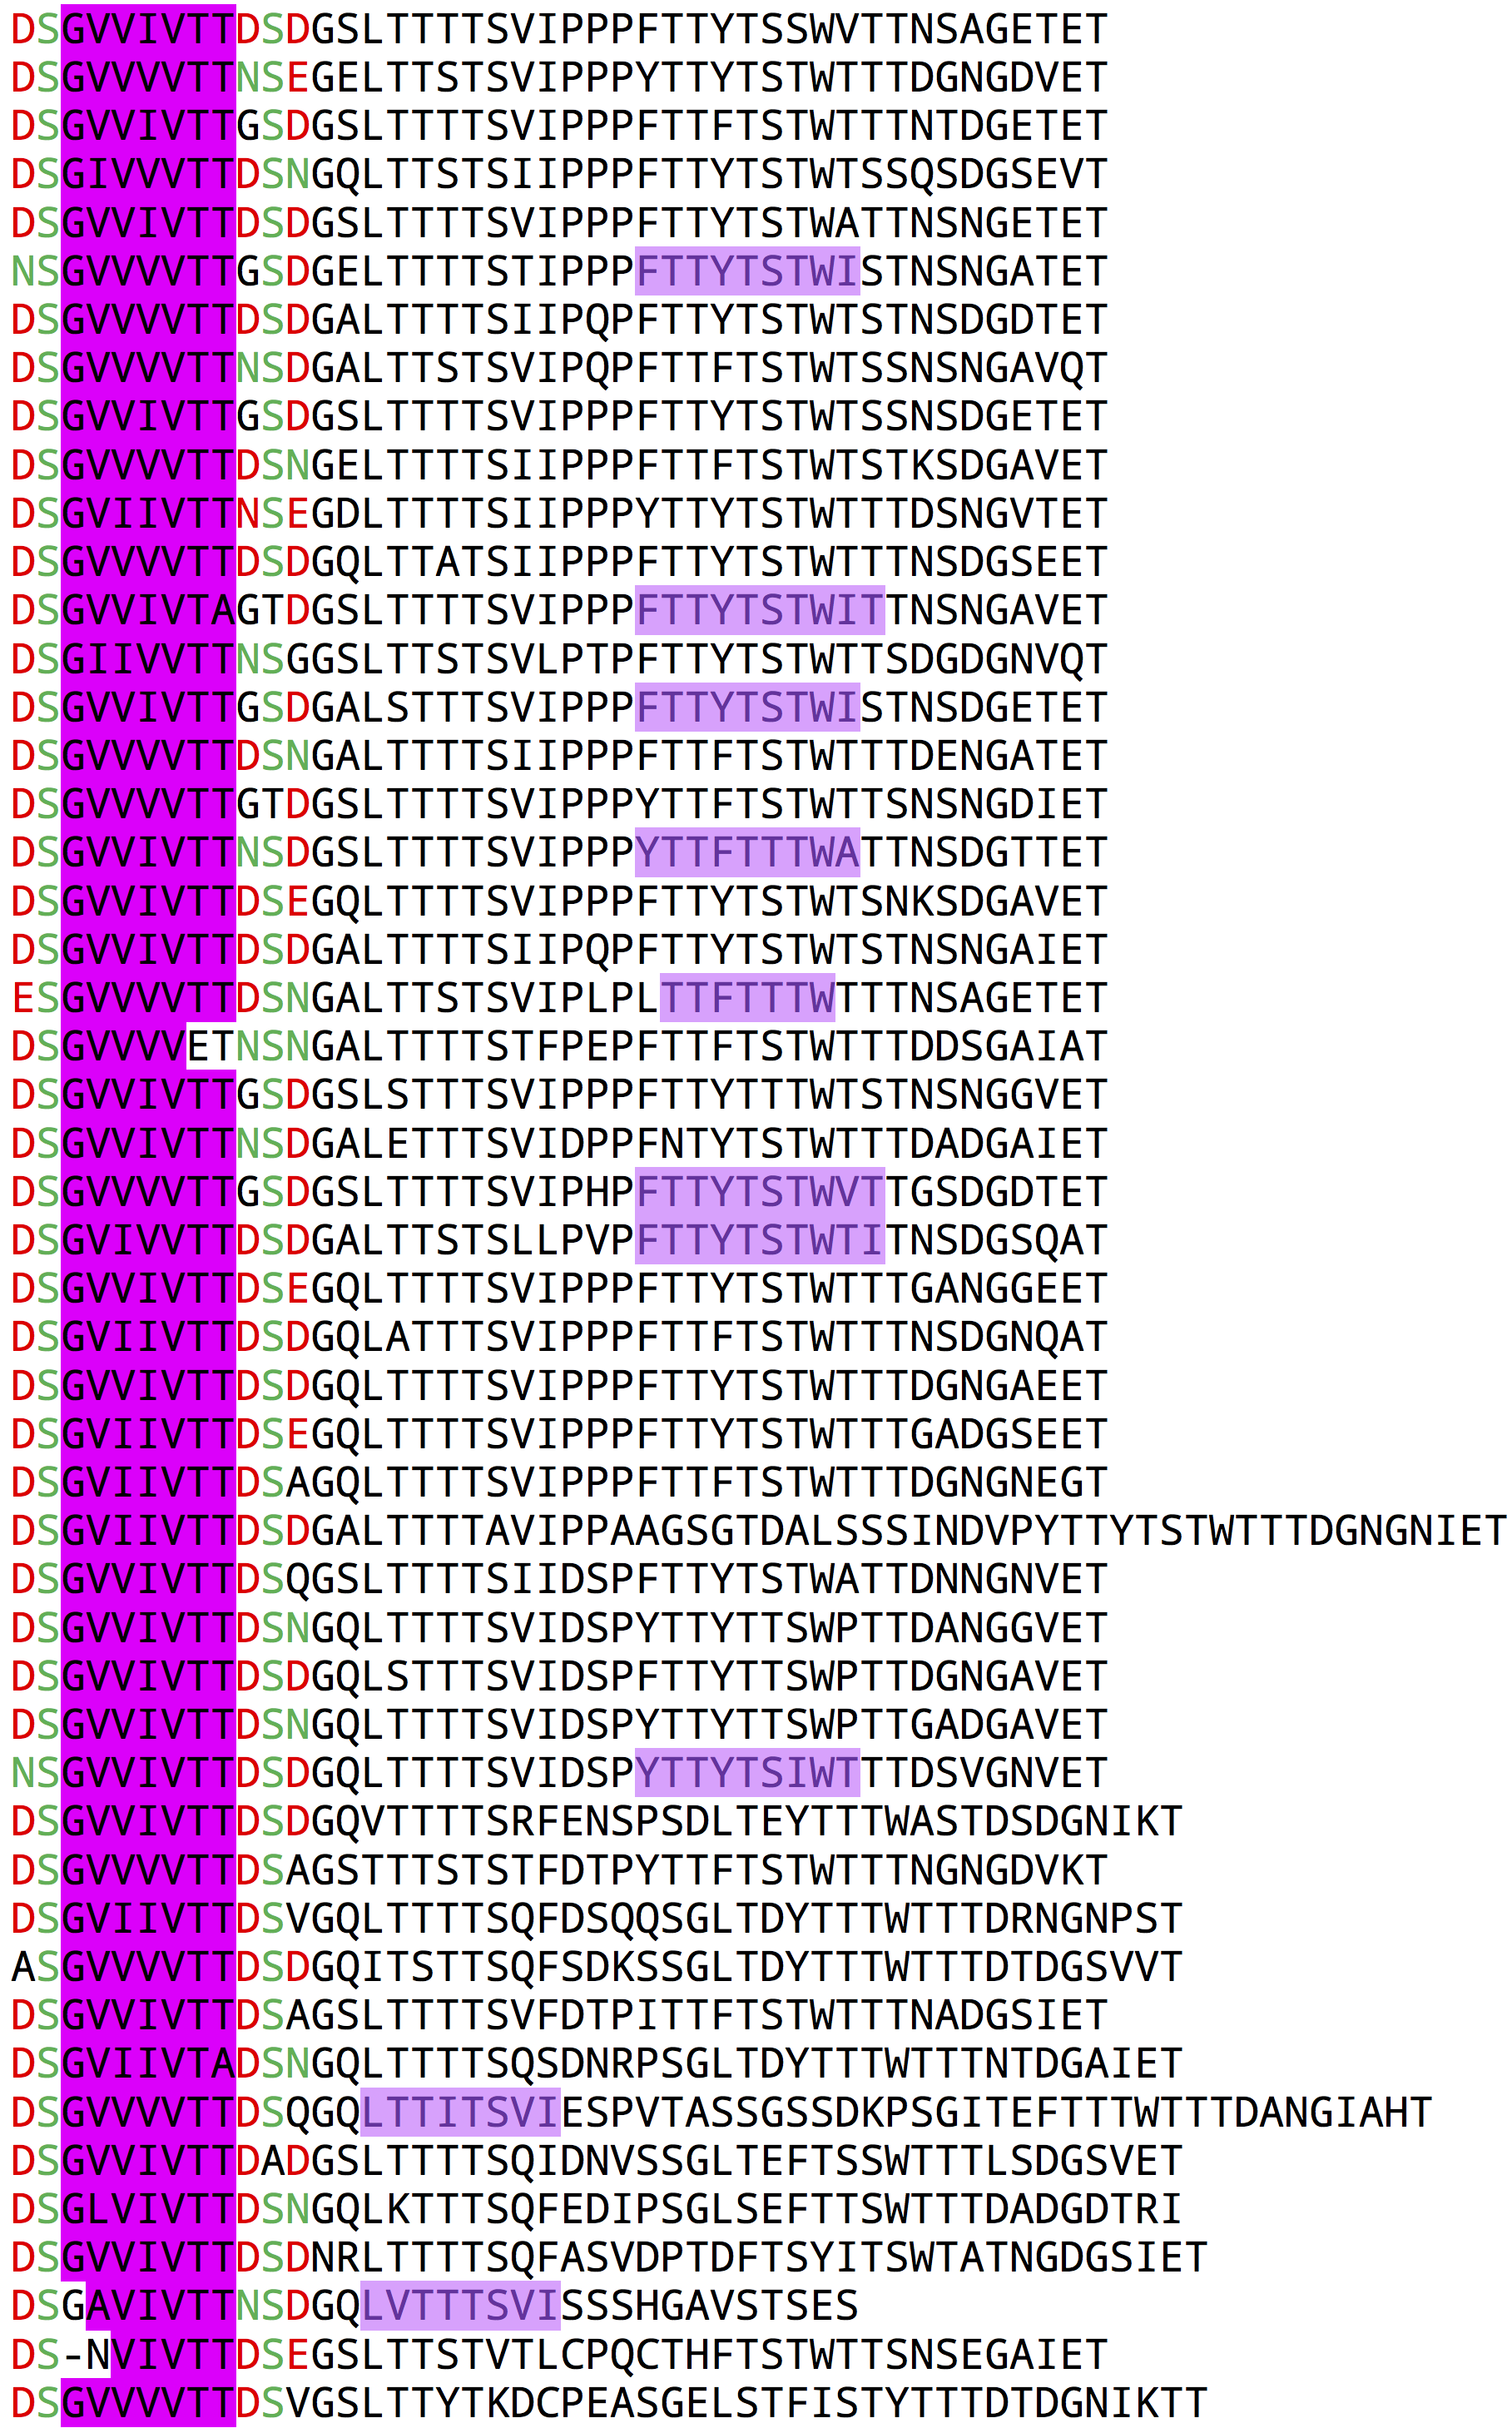 DSGVVIVTTDSDGSLTTTTSVIPPPFTTYTSSWVTTNSAGETET
DSGVVVVTTNSEGELTTSTSVIPPPYTTYTSTWTTTDGNGDVET
DSGVVIVTTGSDGSLTTTTSVIPPPFTTFTSTWTTTNTDGETET
DSGIVVVTTDSNGQLTTSTSIIPPPFTTYTSTWTSSQSDGSEVT
DSGVVIVTTDSDGSLTTTTSVIPPPFTTYTSTWATTNSNGETET
NSGVVVVTTGSDGELTTTTSTIPPPFTTYTSTWISTNSNGATET
DSGVVVVTTDSDGALTTTTSIIPQPFTTYTSTWTSTNSDGDTET
DSGVVVVTTNSDGALTTSTSVIPQPFTTFTSTWTSSNSNGAVQT
DSGVVIVTTGSDGSLTTTTSVIPPPFTTYTSTWTSSNSDGETET
DSGVVVVTTDSNGELTTTTSIIPPPFTTFTSTWTSTKSDGAVET
DSGVIIVTTNSEGDLTTTTSIIPPPYTTYTSTWTTTDSNGVTET
DSGVVVVTTDSDGQLTTATSIIPPPFTTYTSTWTTTNSDGSEET
DSGVVIVTAGTDGSLTTTTSVIPPPFTTYTSTWITTNSNGAVET
DSGIIVVTTNSGGSLTTSTSVLPTPFTTYTSTWTTSDGDGNVQT
DSGVVIVTTGSDGALSTTTSVIPPPFTTYTSTWISTNSDGETET
DSGVVVVTTDSNGALTTTTSIIPPPFTTFTSTWTTTDENGATET
DSGVVVVTTGTDGSLTTTTSVIPPPYTTFTSTWTTSNSNGDIET
DSGVVIVTTNSDGSLTTTTSVIPPPYTTFTTTWATTNSDGTTET
DSGVVIVTTDSEGQLTTTTSVIPPPFTTYTSTWTSNKSDGAVET
DSGVVIVTTDSDGALTTTTSIIPQPFTTYTSTWTSTNSNGAIET
ESGVVVVTTDSNGALTTSTSVIPLPLTTFTTTWTTTNSAGETET
DSGVVVVETNSNGALTTTTSTFPEPFTTFTSTWTTTDDSGAIAT
DSGVVIVTTGSDGSLSTTTSVIPPPFTTYTTTWTSTNSNGGVET
DSGVVIVTTNSDGALETTTSVIDPPFNTYTSTWTTTDADGAIET
DSGVVVVTTGSDGSLTTTTSVIPHPFTTYTSTWVTTGSDGDTET
DSGVIVVTTDSDGALTTSTSLLPVPFTTYTSTWTITNSDGSQAT
DSGVVIVTTDSEGQLTTTTSVIPPPFTTYTSTWTTTGANGGEET
DSGVIIVTTDSDGQLATTTSVIPPPFTTFTSTWTTTNSDGNQAT
DSGVVIVTTDSDGQLTTTTSVIPPPFTTYTSTWTTTDGNGAEET
DSGVIIVTTDSEGQLTTTTSVIPPPFTTYTSTWTTTGADGSEET
DSGVIIVTTDSAGQLTTTTSVIPPPFTTFTSTWTTTDGNGNEGT
DSGVIIVTTDSDGALTTTTAVIPPAAGSGTDALSSSINDVPYTTYTSTWTTTDGNGNIET
DSGVVIVTTDSQGSLTTTTSIIDSPFTTYTSTWATTDNNGNVET
DSGVVIVTTDSNGQLTTTTSVIDSPYTTYTTSWPTTDANGGVET
DSGVVIVTTDSDGQLSTTTSVIDSPFTTYTTSWPTTDGNGAVET
DSGVVIVTTDSNGQLTTTTSVIDSPYTTYTTSWPTTGADGAVET
NSGVVIVTTDSDGQLTTTTSVIDSPYTTYTSIWTTTDSVGNVET
DSGVVIVTTDSDGQVTTTTSRFENSPSDLTEYTTTWASTDSDGNIKT
DSGVVVVTTDSAGSTTTSTSTFDTPYTTFTSTWTTTNGNGDVKT
DSGVIIVTTDSVGQLTTTTSQFDSQQSGLTDYTTTWTTTDRNGNPST
ASGVVVVTTDSDGQITSTTSQFSDKSSGLTDYTTTWTTTDTDGSVVT
DSGVVIVTTDSAGSLTTTTSVFDTPITTFTSTWTTTNADGSIET
DSGVIIVTADSNGQLTTTTSQSDNRPSGLTDYTTTWTTTNTDGAIET
DSGVVVVTTDSQGQLTTITSVIESPVTASSGSSDKPSGITEFTTTWTTTDANGIAHT
DSGVVIVTTDADGSLTTTTSQIDNVSSGLTEFTSSWTTTLSDGSVET
DSGLVIVTTDSNGQLKTTTSQFEDIPSGLSEFTTSWTTTDADGDTRI
DSGVVIVTTDSDNRLTTTTSQFASVDPTDFTSYITSWTATNGDGSIET
DSGAVIVTTNSDGQLVTTTSVISSSHGAVSTSES
DS-NVIVTTDSEGSLTTSTVTLCPQCTHFTSTWTTSNSEGAIET
DSGVVVVTTDSVGSLTTYTKDCPEASGELSTFISTYTTTDTDGNIKTT